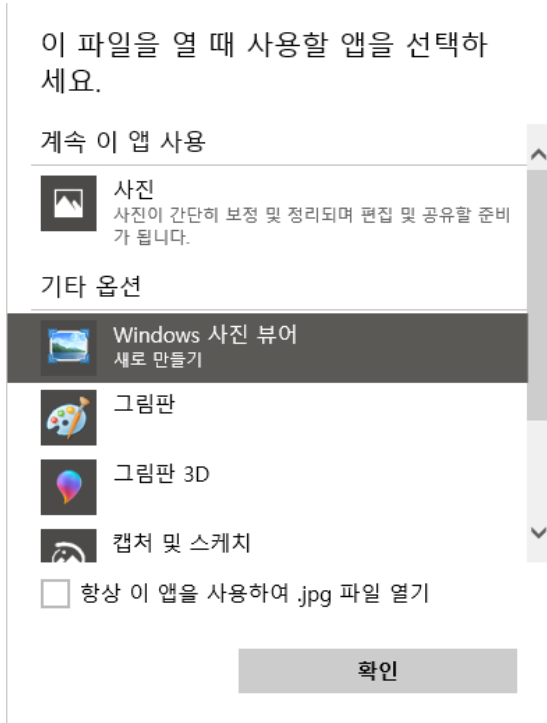 이 파일을 열 때 사용할 앱을 선택하
세요.
계속 이 앱 사용
사진
사진이 간단히 보정 및 정리되며 편집 및 공유할 준비
가 됩니다.
기타 옵션
Windows 사진 뷰어
새로 만들기
그림판
그림판 3D
캡처 및 스케치
항상 이 앱을 사용하여 .jpg 파일 열기
확인